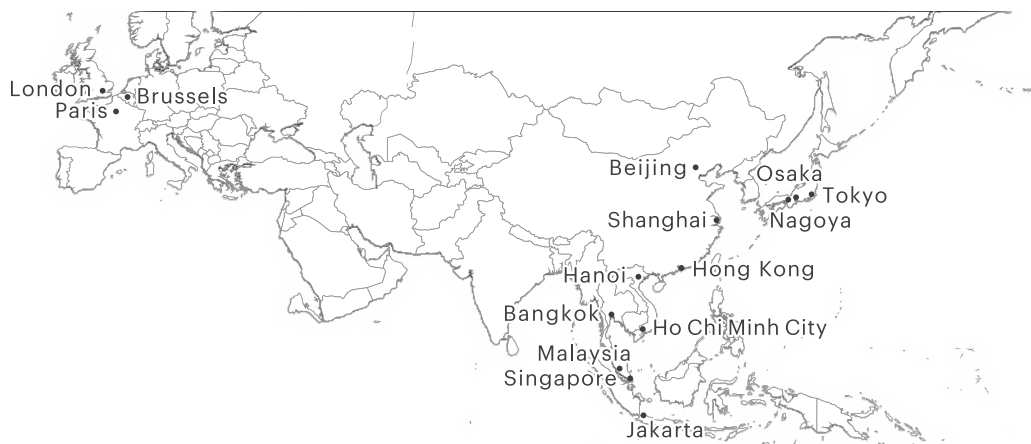 London
Brussels
Paris
Beijing
Osaka
Tokyo
Shanghai
Nagoya
Hanoi
Hong Kong
Bangkok
Ho Chi Minh City
Malaysia
Singapore
Jakarta